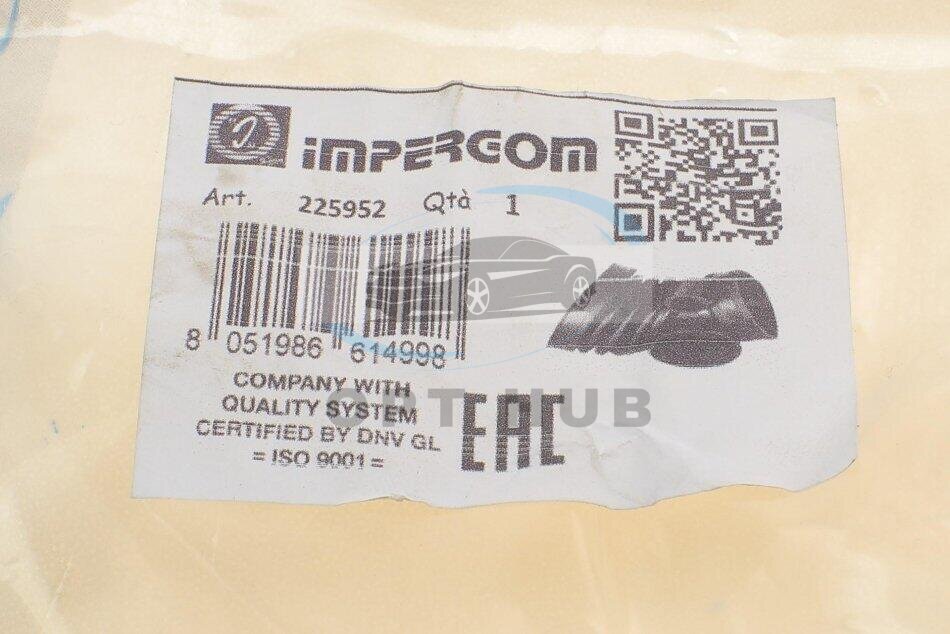 iMPERGOM
Art. 225952 Qtà 1
8 051986 614998
COMPANY WITH
QUALITY SYSTEM
CERTIFIED BY DNV GL
= ISO 9001 =
EAC
OPT HUB